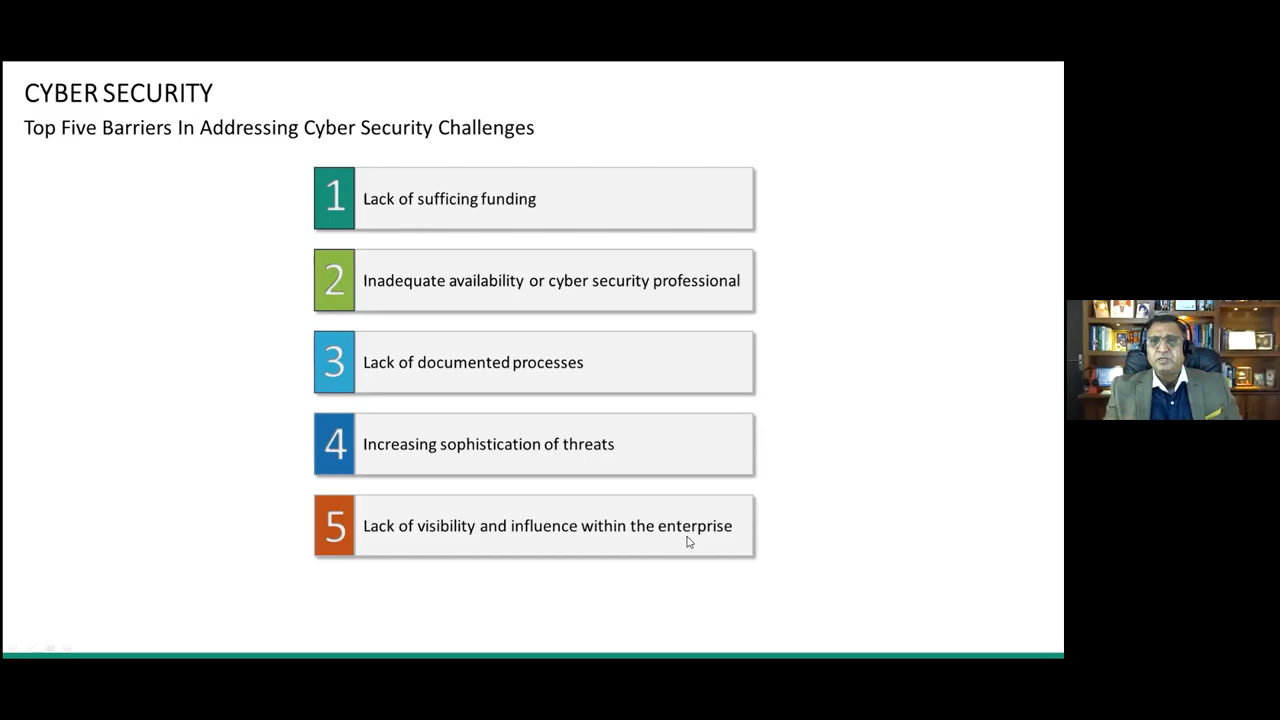 CYBER SECURITY
Top Five Barriers In Addressing Cyber Security Challenges
1 Lack of sufficing funding
2 Inadequate availability or cyber security professional
3 Lack of documented processes
4 Increasing sophistication of threats
5 Lack of visibility and influence within the enterprise